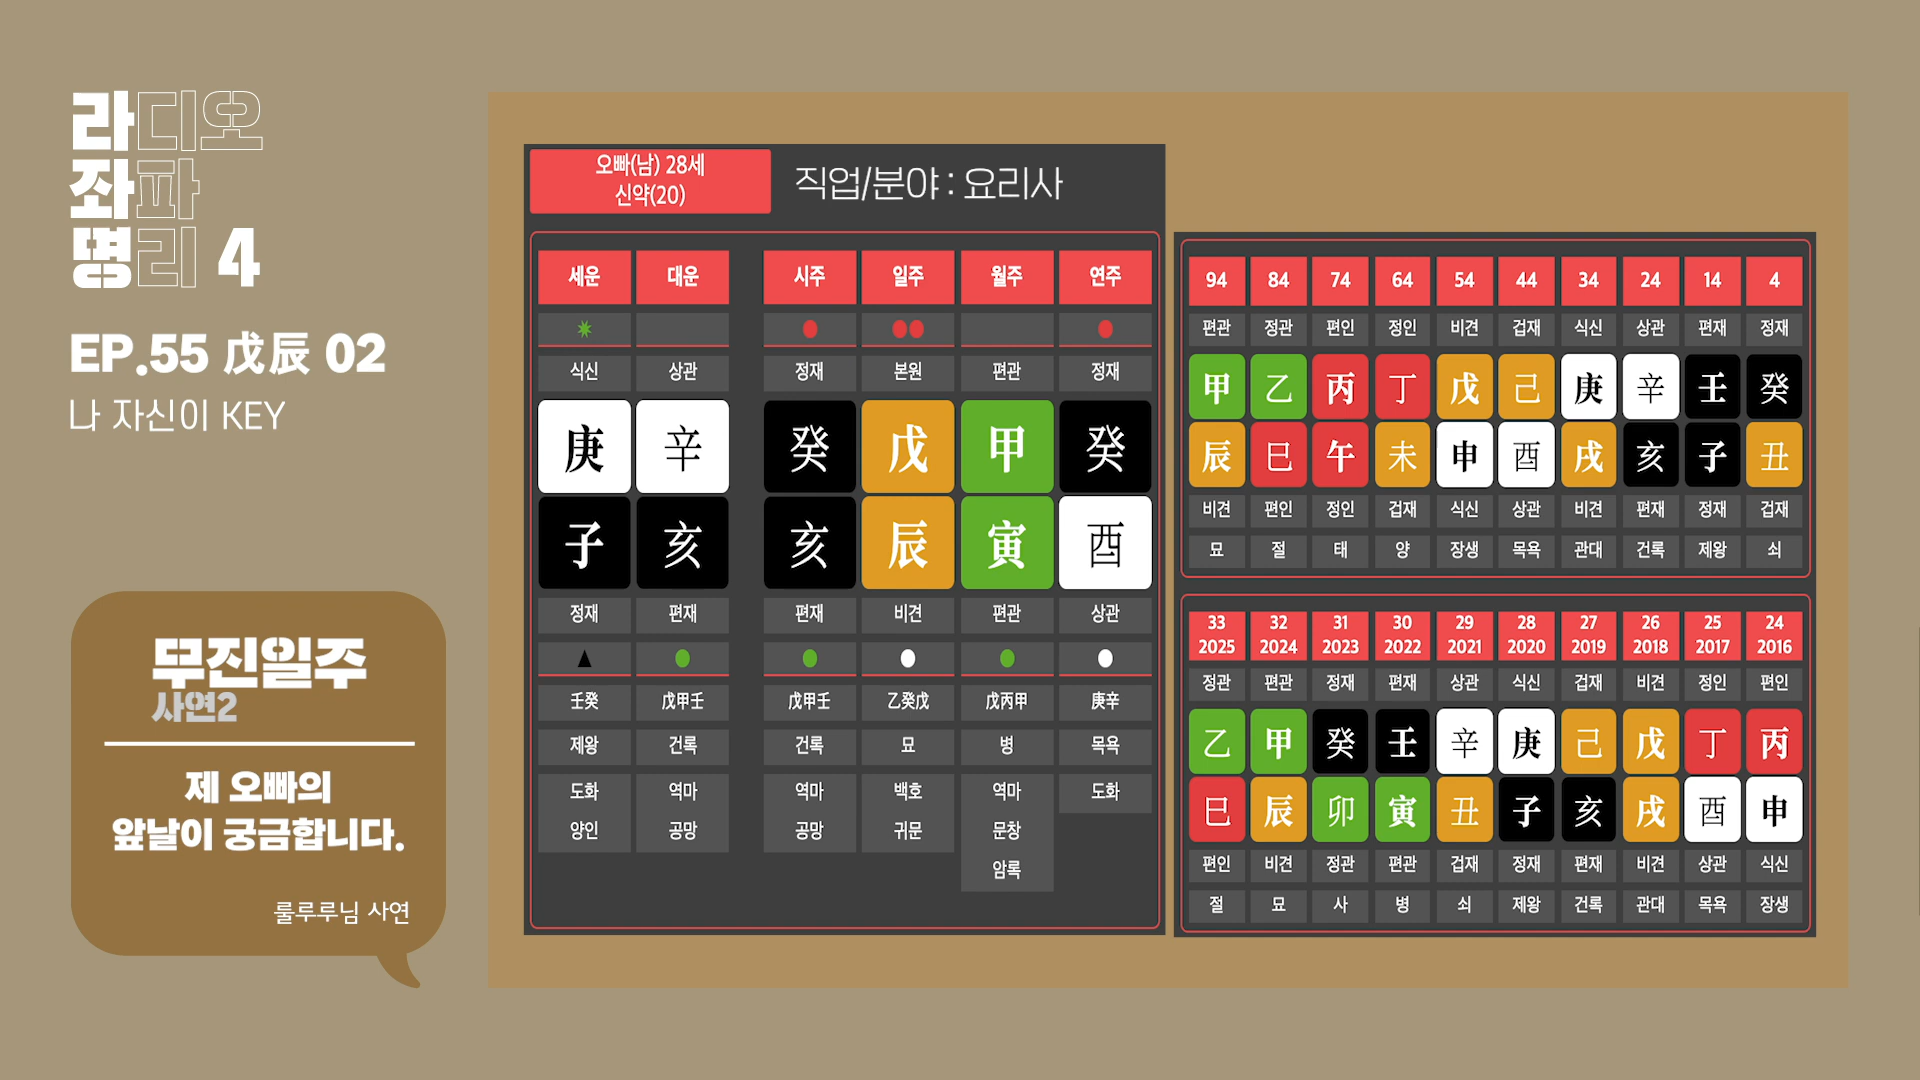 라디오
좌파
명리 4
EP.55 戊辰 02
나 자신이 KEY
무진일주
사연2
제 오빠의
앞날이 궁금합니다.
룰루루님 사연
오빠(남) 28세
신약(20)
직업/분야 : 요리사
세운 대운 시주 일주 월주 연주
식신 상관 정재 본원 편관 정재
庚 辛 癸 戊 甲 癸
子 亥 亥 辰 寅 酉
정재 편재 편재 비견 편관 상관
壬癸 戊甲壬 戊甲壬 乙癸戊 戊丙甲 庚辛
제왕 건록 건록 묘 병 목욕
도화 역마 역마 백호 역마 도화
양인 공망 공망 귀문 문창
암록
94 84 74 64 54 44 34 24 14 4
편관 정관 편인 정인 비견 겁재 식신 상관 편재 정재
甲 乙 丙 丁 戊 己 庚 辛 壬 癸
辰 巳 午 未 申 酉 戌 亥 子 丑
비견 편인 정인 겁재 식신 상관 비견 편재 정재 겁재
묘 절 태 양 장생 목욕 관대 건록 제왕 쇠
33 32 31 30 29 28 27 26 25 24
2025 2024 2023 2022 2021 2020 2019 2018 2017 2016
정관 편관 정재 편재 상관 식신 겁재 비견 정인 편인
乙 甲 癸 壬 辛 庚 己 戊 丁 丙
巳 辰 卯 寅 丑 子 亥 戌 酉 申
편인 비견 정관 편관 겁재 정재 편재 비견 상관 식신
절 묘 사 병 쇠 제왕 건록 관대 목욕 장생